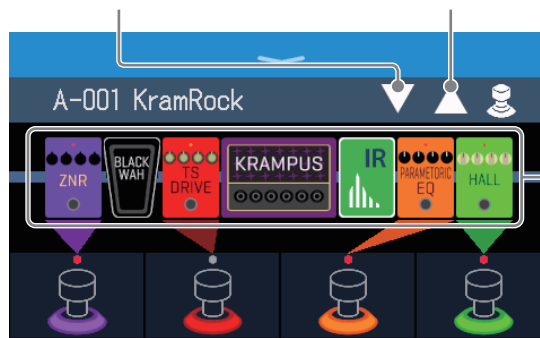 A-001 KramRock
ZNR
BLACK
WAH
TS
DRIVE
KRAMPUS
IR
PARAMETORIC
EQ
HALL